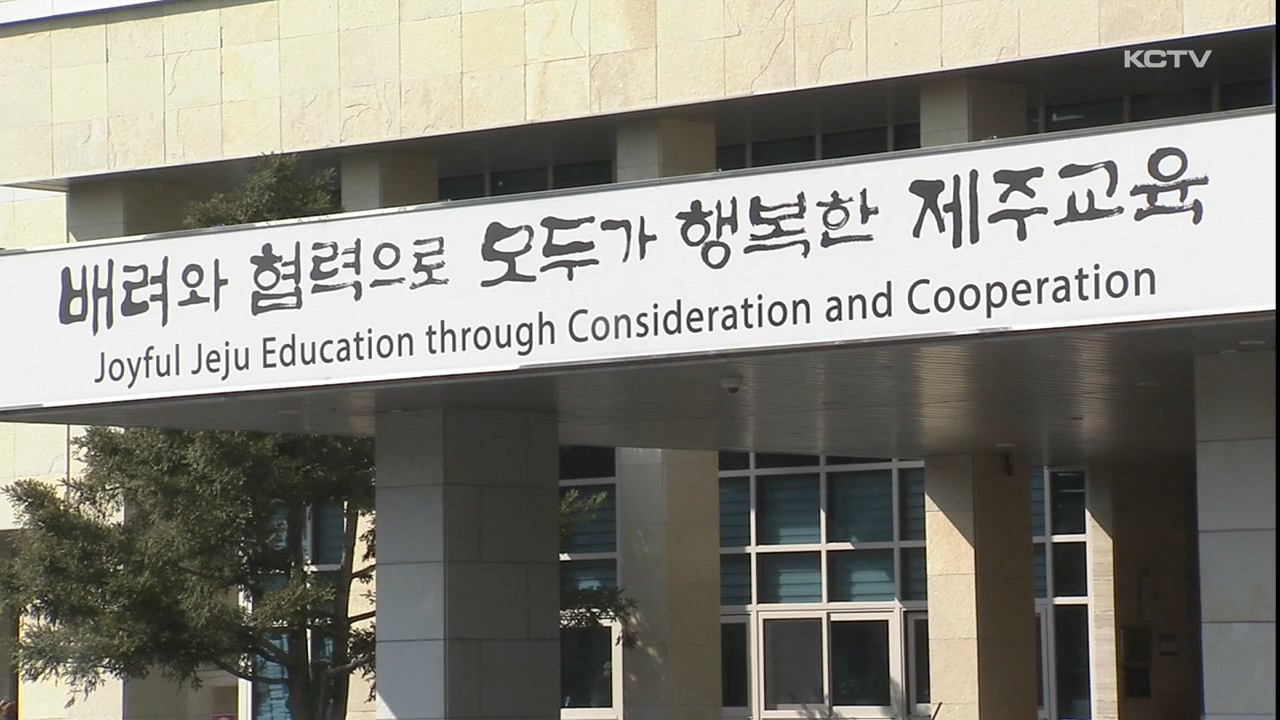 KCTV
배려와 협력으로 모두가 행복한 제주교육
Joyful Jeju Education through Consideration and Cooperation